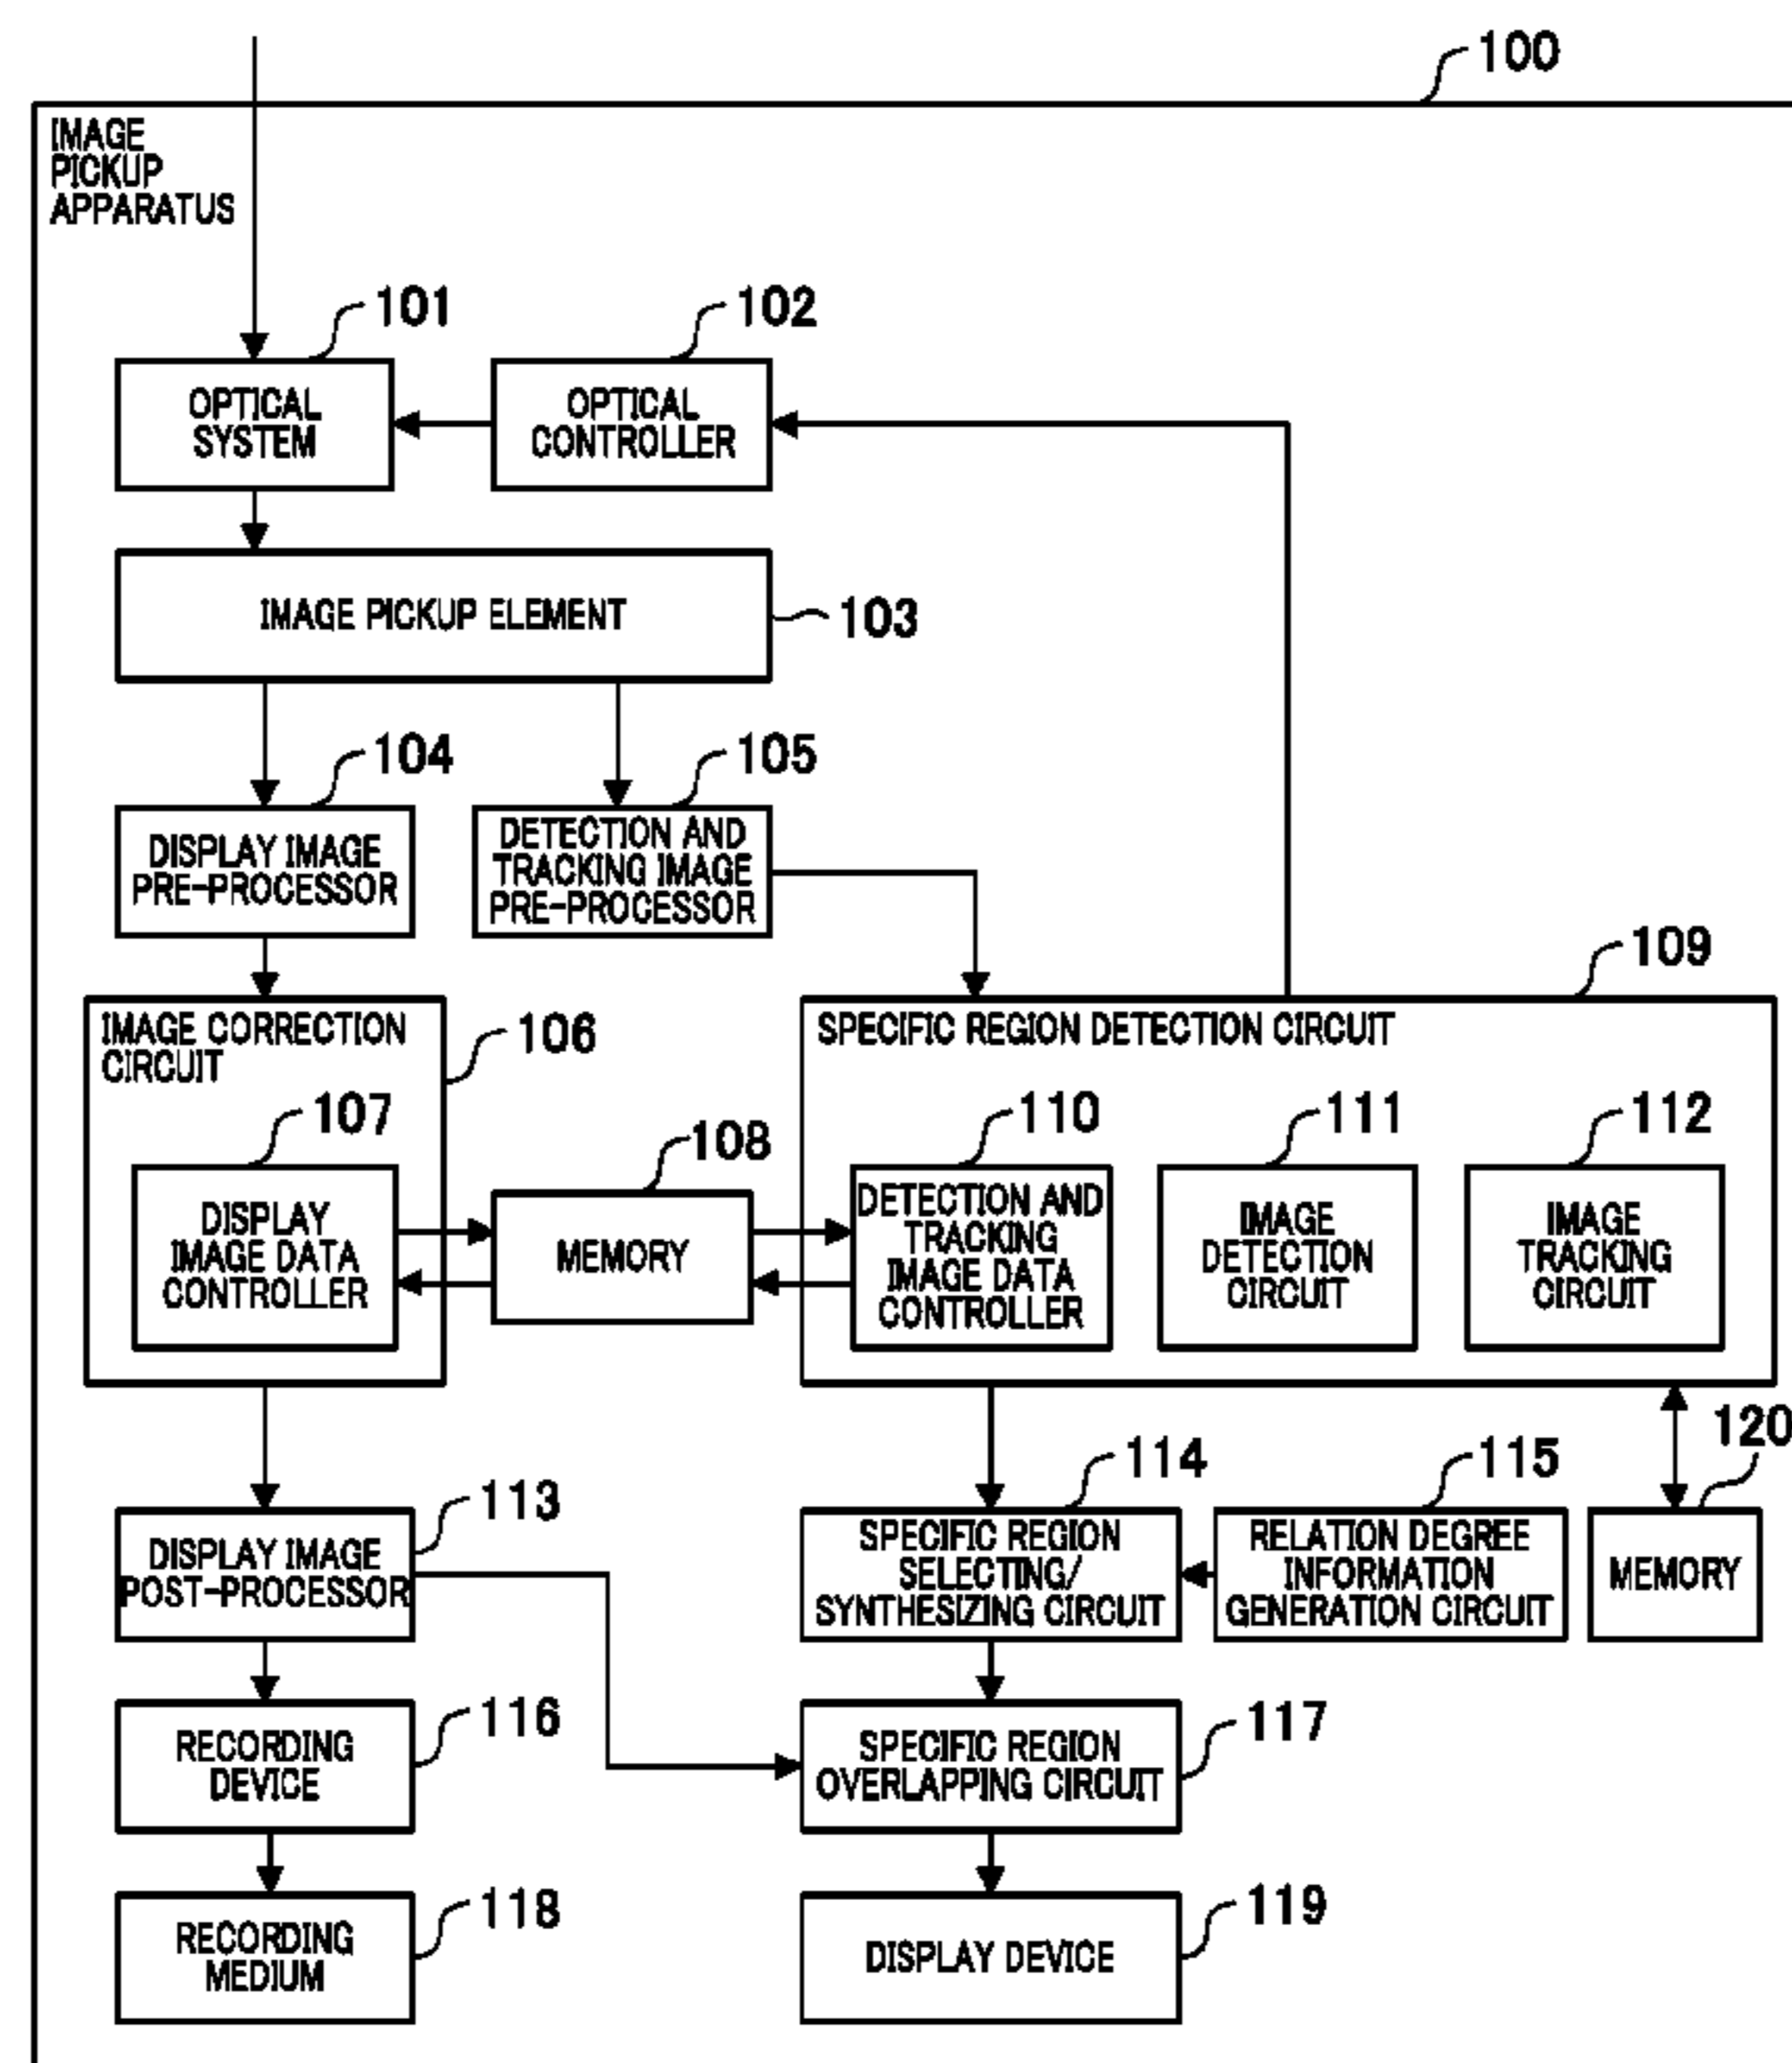 100
IMAGE
PICKUP
APPARATUS
101
102
OPTICAL
SYSTEM
OPTICAL
CONTROLLER
IMAGE PICKUP ELEMENT
103
104
105
DISPLAY IMAGE
PRE-PROCESSOR
DETECTION AND
TRACKING IMAGE
PRE-PROCESSOR
109
IMAGE CORRECTION
CIRCUIT
106
SPECIFIC REGION DETECTION CIRCUIT
107
108
110
111
112
DISPLAY
IMAGE DATA
CONTROLLER
MEMORY
DETECTION AND
TRACKING
IMAGE DATA
CONTROLLER
IMAGE
DETECTION
CIRCUIT
IMAGE
TRACKING
CIRCUIT
113
114
115
120
DISPLAY IMAGE
POST-PROCESSOR
SPECIFIC REGION
SELECTING/
SYNTHESIZING CIRCUIT
RELATION DEGREE
INFORMATION
GENERATION CIRCUIT
MEMORY
116
117
RECORDING
DEVICE
SPECIFIC REGION
OVERLAPPING CIRCUIT
118
119
RECORDING
MEDIUM
DISPLAY DEVICE